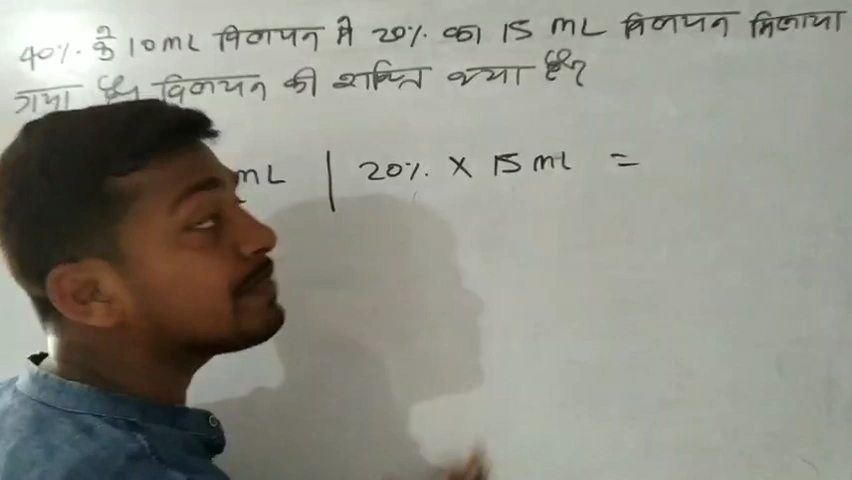 40% के 10 mL विलयन मे 20% का 15 mL विलयन मिलाया
गया है, विलयन की शक्ति क्या है?
mL | 20% × 15 mL =